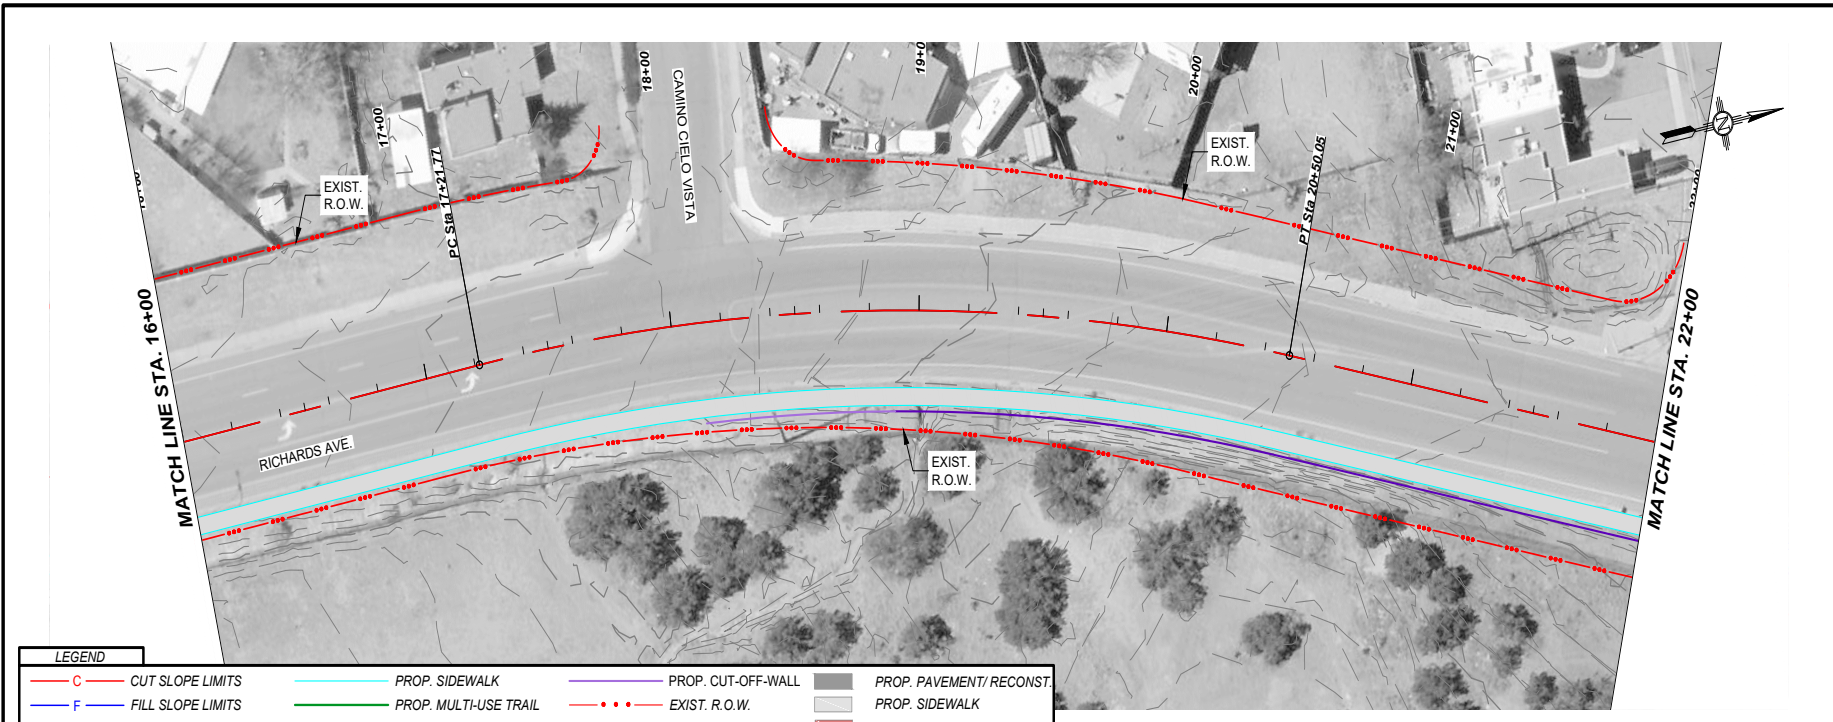 17+00
18+00
19+0
20+00
21+00
CAMINO CIELO VISTA
PC Sta 17+21.77
PT Sta 20+50.05
EXIST.
R.O.W.
EXIST.
R.O.W.
N
MATCH LINE STA. 16+00
MATCH LINE STA. 22+00
RICHARDS AVE.
EXIST.
R.O.W.
LEGEND
C CUT SLOPE LIMITS
PROP. SIDEWALK
PROP. CUT-OFF-WALL
PROP. PAVEMENT/ RECONST.
F FILL SLOPE LIMITS
PROP. MULTI-USE TRAIL
EXIST. R.O.W.
PROP. SIDEWALK